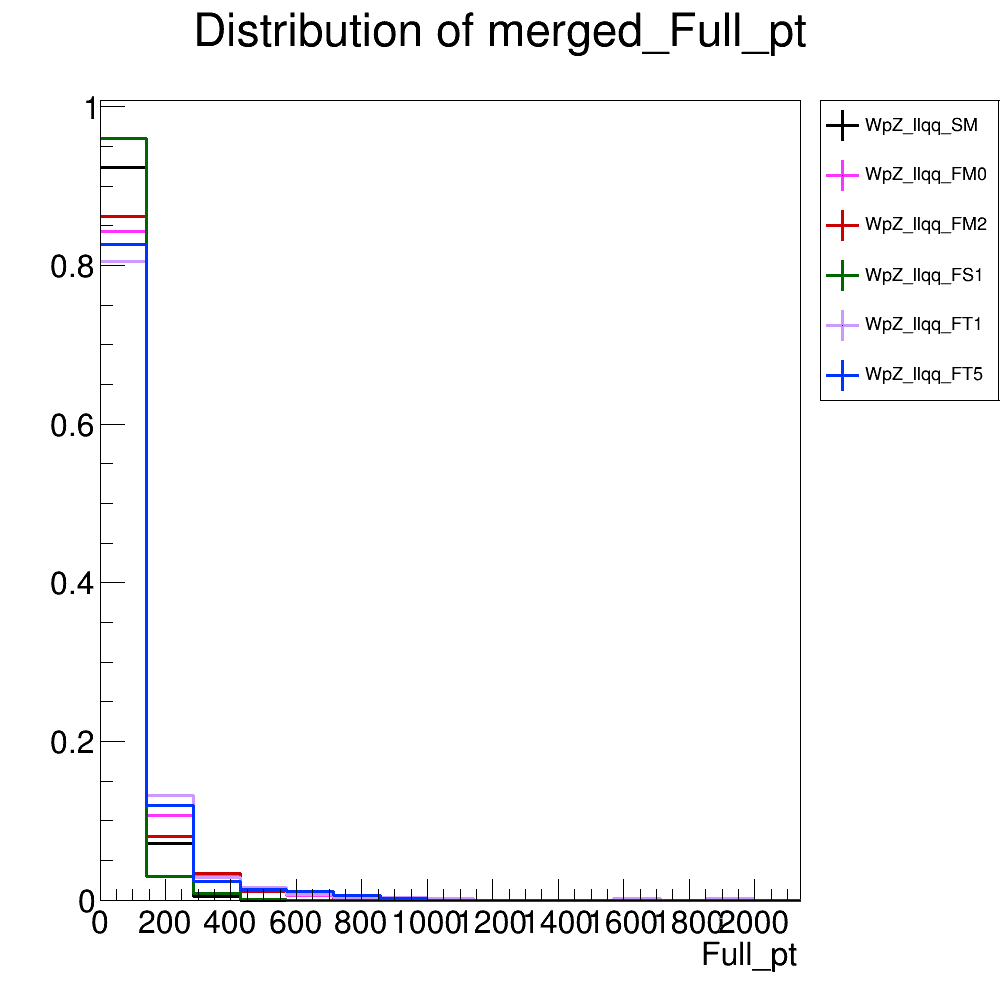 Distribution of merged_Full_pt
WpZ_llqq_SM
WpZ_llqq_FM0
WpZ_llqq_FM2
WpZ_llqq_FS1
WpZ_llqq_FT1
WpZ_llqq_FT5
1
0.8
0.6
0.4
0.2
0
0 200 400 600 800 1000 1200 1400 1600 1800 2000
Full_pt